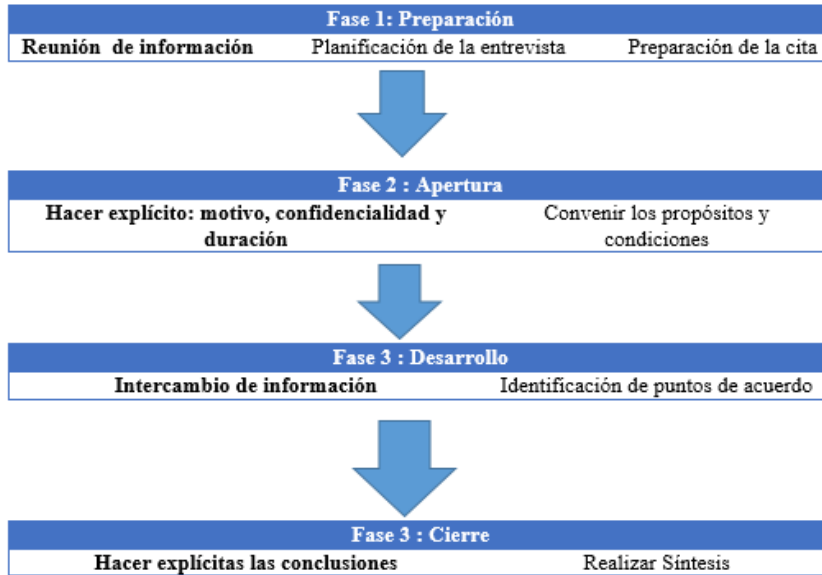 Fase 1: Preparación
Reunión de información Planificación de la entrevista Preparación de la cita
Fase 2 : Apertura
Hacer explícito: motivo, confidencialidad y
duración
Convenir los propósitos y
condiciones
Fase 3 : Desarrollo
Intercambio de información Identificación de puntos de acuerdo
Fase 3 : Cierre
Hacer explícitas las conclusiones Realizar Síntesis